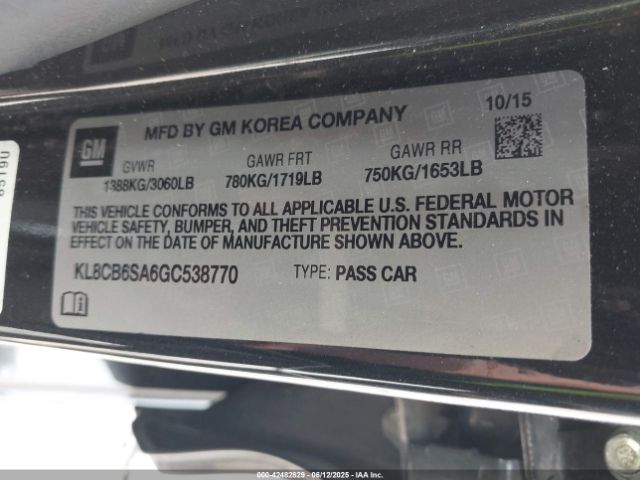 GM
MFD BY GM KOREA COMPANY
10/15
GVWR
GAWR FRT
GAWR RR
1388KG/3060LB
780KG/1719LB
750KG/1653LB
THIS VEHICLE CONFORMS TO ALL APPLICABLE U.S. FEDERAL MOTOR
VEHICLE SAFETY, BUMPER, AND THEFT PREVENTION STANDARDS IN
EFFECT ON THE DATE OF MANUFACTURE SHOWN ABOVE.
KL8CB6SA6GC538770
TYPE: PASS CAR
000-42482829 - 06/12/2025 - IAA Inc.